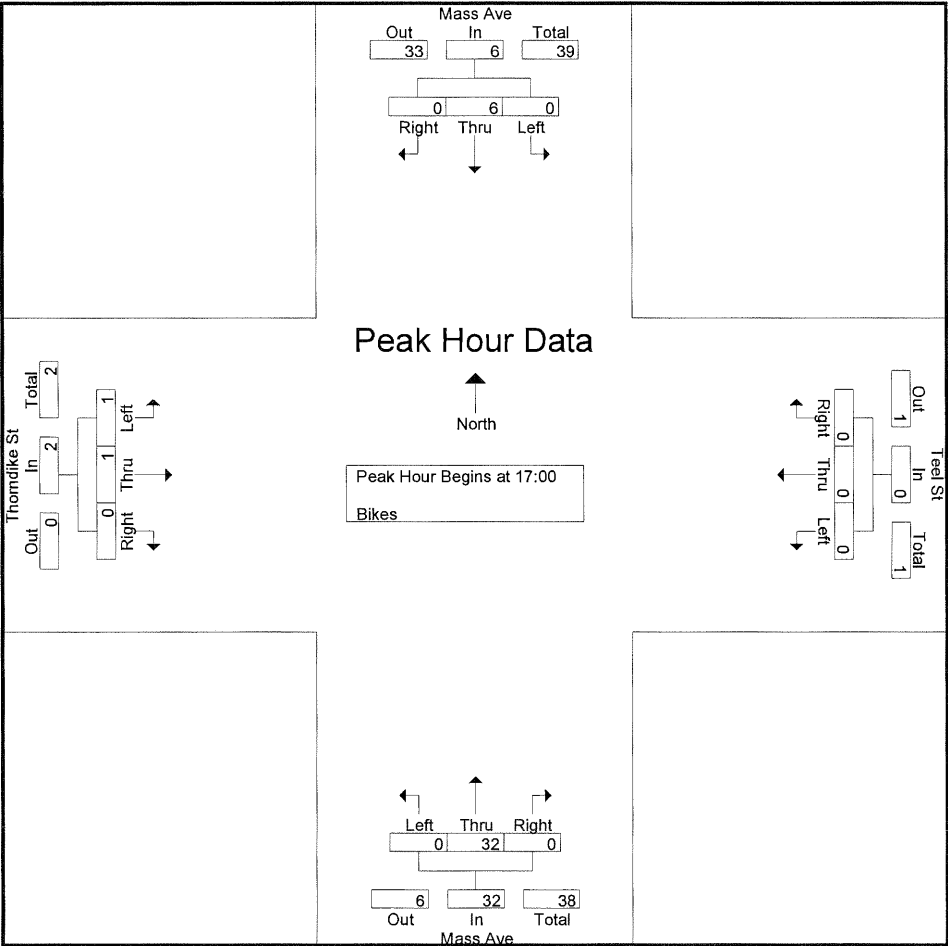 Mass Ave
Out In Total
33 6 39
0 6 0
Right Thru Left
Peak Hour Data
North
Peak Hour Begins at 17:00
Bikes
Thorndike St
Total In Out
2 2 0
1 1 0
Left Thru Right
Teel St
Out In Total
1 0 1
0 0 0
Right Thru Left
Left Thru Right
0 32 0
6 32 38
Out In Total
Mass Ave